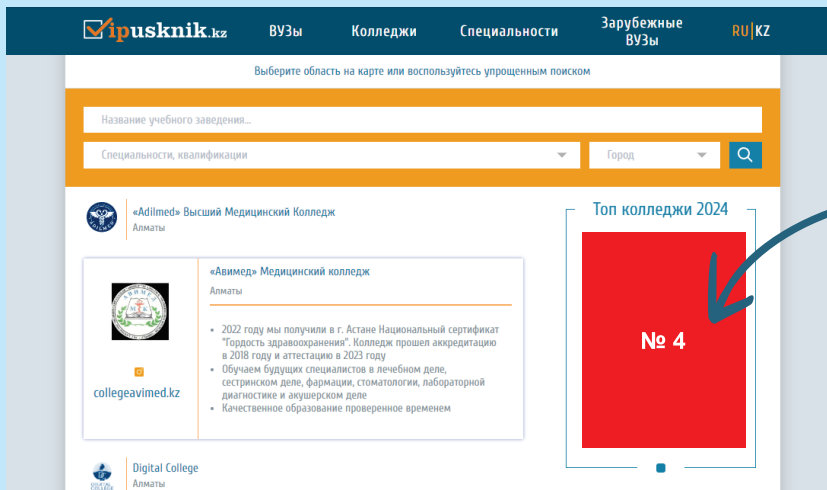 Vipusknik.kz
ВУЗы
Колледжи
Специальности
Зарубежные
ВУЗы
RU|KZ
Выберите область на карте или воспользуйтесь упрощенным поиском
Название учебного заведения...
Специальности, квалификации
Город
«Adilmed» Высший Медицинский Колледж
Алматы
Топ колледжи 2024
№ 4
«Авимед» Медицинский колледж
Алматы
• 2022 году мы получили в г. Астане Национальный сертификат
"Гордость здравоохранения". Колледж прошел аккредитацию
в 2018 году и аттестацию в 2023 году
• Обучаем будущих специалистов в лечебном деле,
сестринском деле, фармации, стоматологии, лабораторной
диагностике и акушерском деле
• Качественное образование проверенное временем
АВИМЕД
МК
collegeavimed.kz
Digital College
Алматы